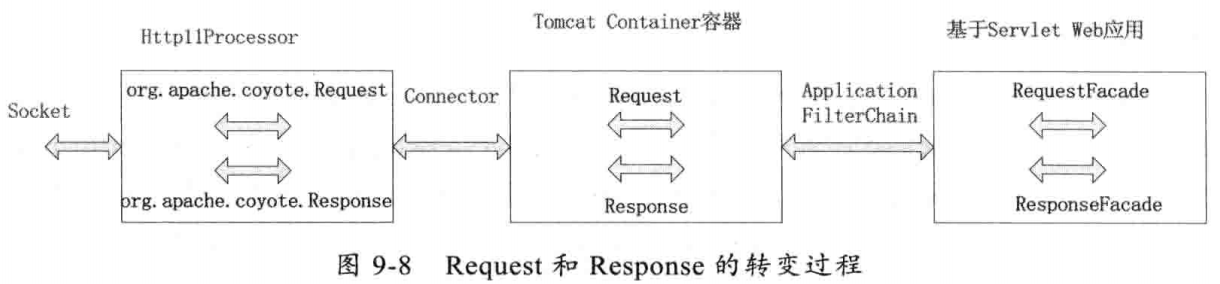 Http11Processor
Tomcat Container容器
基于Servlet Web应用
Socket
org.apache.coyote.Request
org.apache.coyote.Response
Connector
Request
Response
Application
FilterChain
RequestFacade
ResponseFacade
图 9-8 Request 和 Response 的转变过程